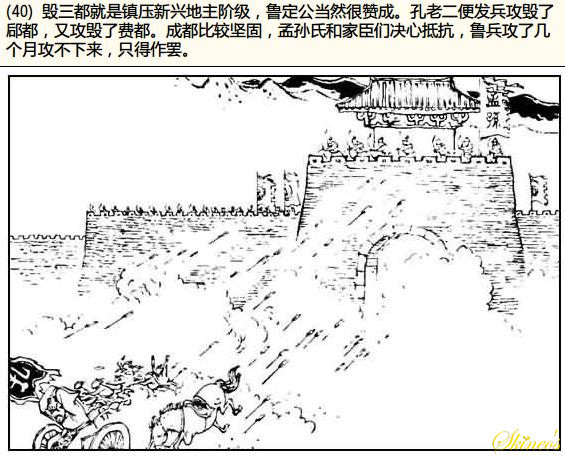 (40) 毁三都就是镇压新兴地主阶级，鲁定公当然很赞成。孔老二便发兵攻毁了
郈都，又攻毁了费都。成都比较坚固，孟孙氏和家臣们决心抵抗，鲁兵攻了几
个月攻不下来，只得作罢。
孟孙
Skineo's